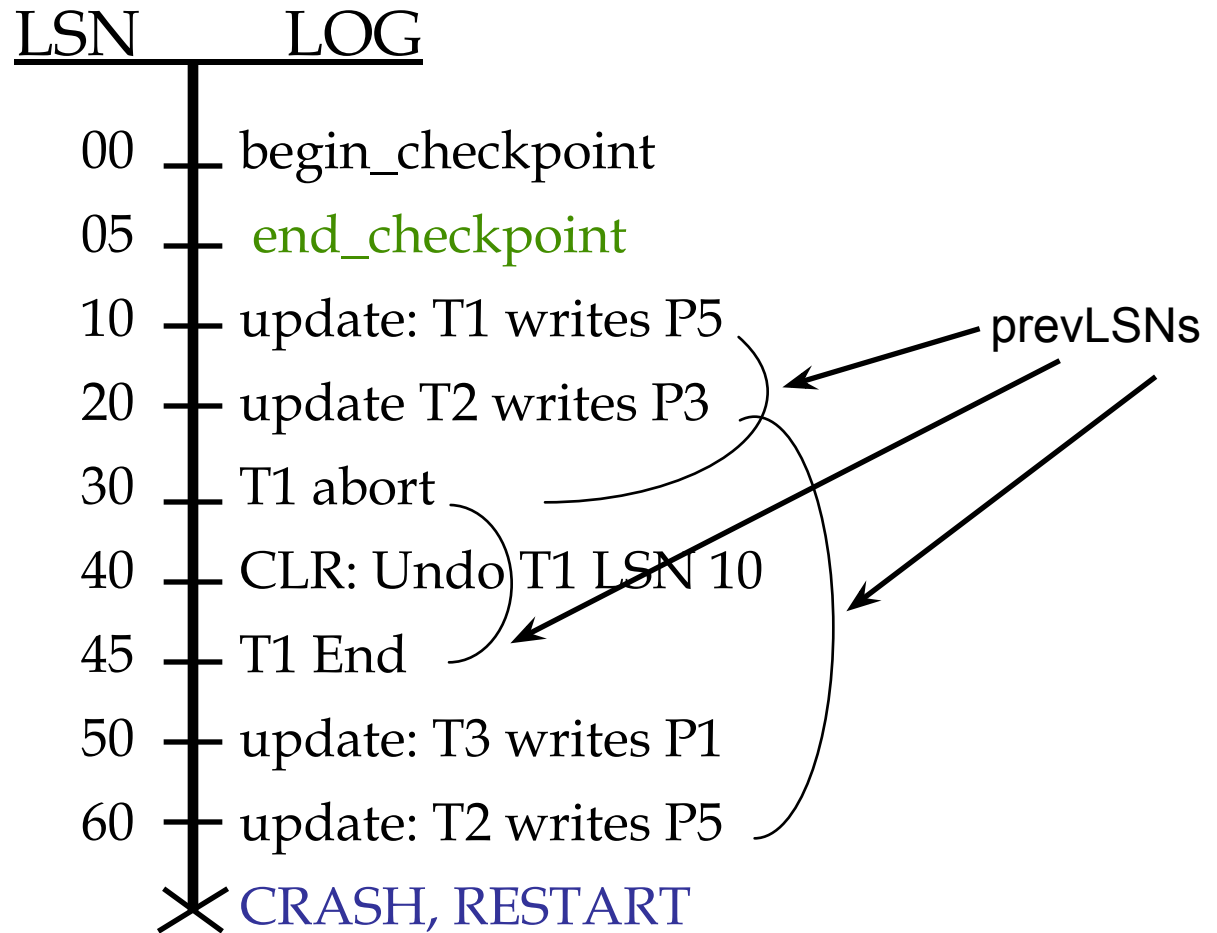 LSN LOG
00 begin_checkpoint
05 end_checkpoint
10 update: T1 writes P5
prevLSNs
20 update T2 writes P3
30 T1 abort
40 CLR: Undo T1 LSN 10
45 T1 End
50 update: T3 writes P1
60 update: T2 writes P5
CRASH, RESTART